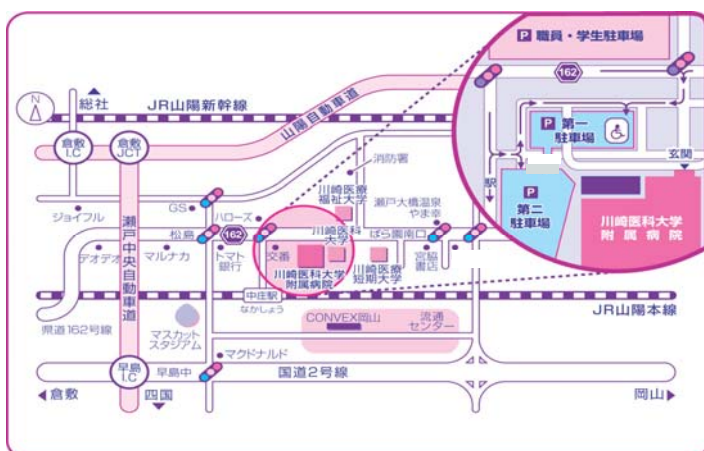 N
総社
JR山陽新幹線
山陽自動車道
倉敷
I.C
倉敷
JCT
瀬戸中央自動車道
GS
ジョイフル
松島
162
ハローズ
デオデオ
マルナカ
トマト
銀行
交番
消防署
川崎医療
福祉大学
瀬戸大橋温泉
やま幸
川崎医科
大学
川崎医科大学
附属病院
ばら園南口
川崎医療
短期大学
宮脇
書店
中庄駅
なかしょう
JR山陽本線
県道162号線
マスカット
スタジアム
CONVEX岡山
流通
センター
マクドナルド
早島
I.C
早島中
国道2号線
倉敷
四国
岡山
P 職員・学生駐車場
162
P 第一
駐車場
駅
玄関
P
第二
駐車場
川崎医科大学
附属病院